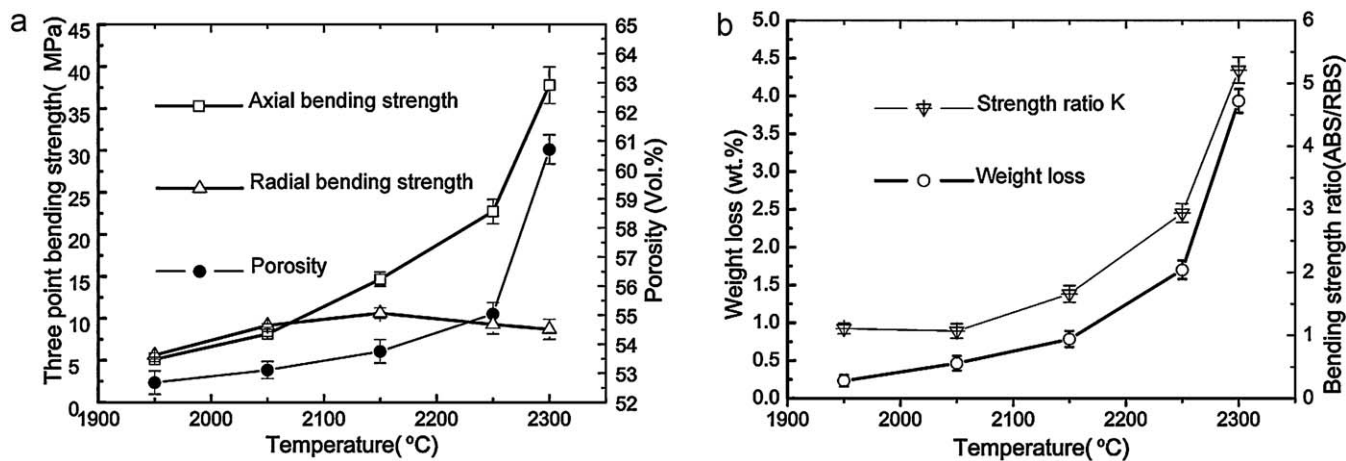 a
Three point bending strength( MPa)
45
40
35
30
25
20
15
10
5
0
Axial bending strength
Radial bending strength
Porosity
65
64
63
62
61
60
59
58
57
56
55
54
53
52
Porosity (Vol.%)
1900 2000 2100 2200 2300
Temperature( ºC)
b
Weight loss (wt.%)
5.0
4.5
4.0
3.5
3.0
2.5
2.0
1.5
1.0
0.5
0.0
Strength ratio K
Weight loss
6
5
4
3
2
1
0
Bending strength ratio(ABS/RBS)
1900 2000 2100 2200 2300
Temperature( ºC)